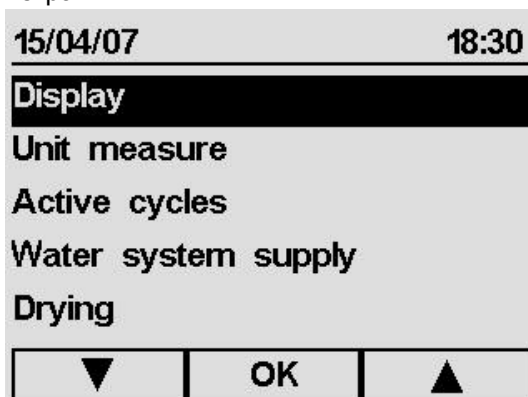 15/04/07 18:30
Display
Unit measure
Active cycles
Water system supply
Drying
▼ OK ▲